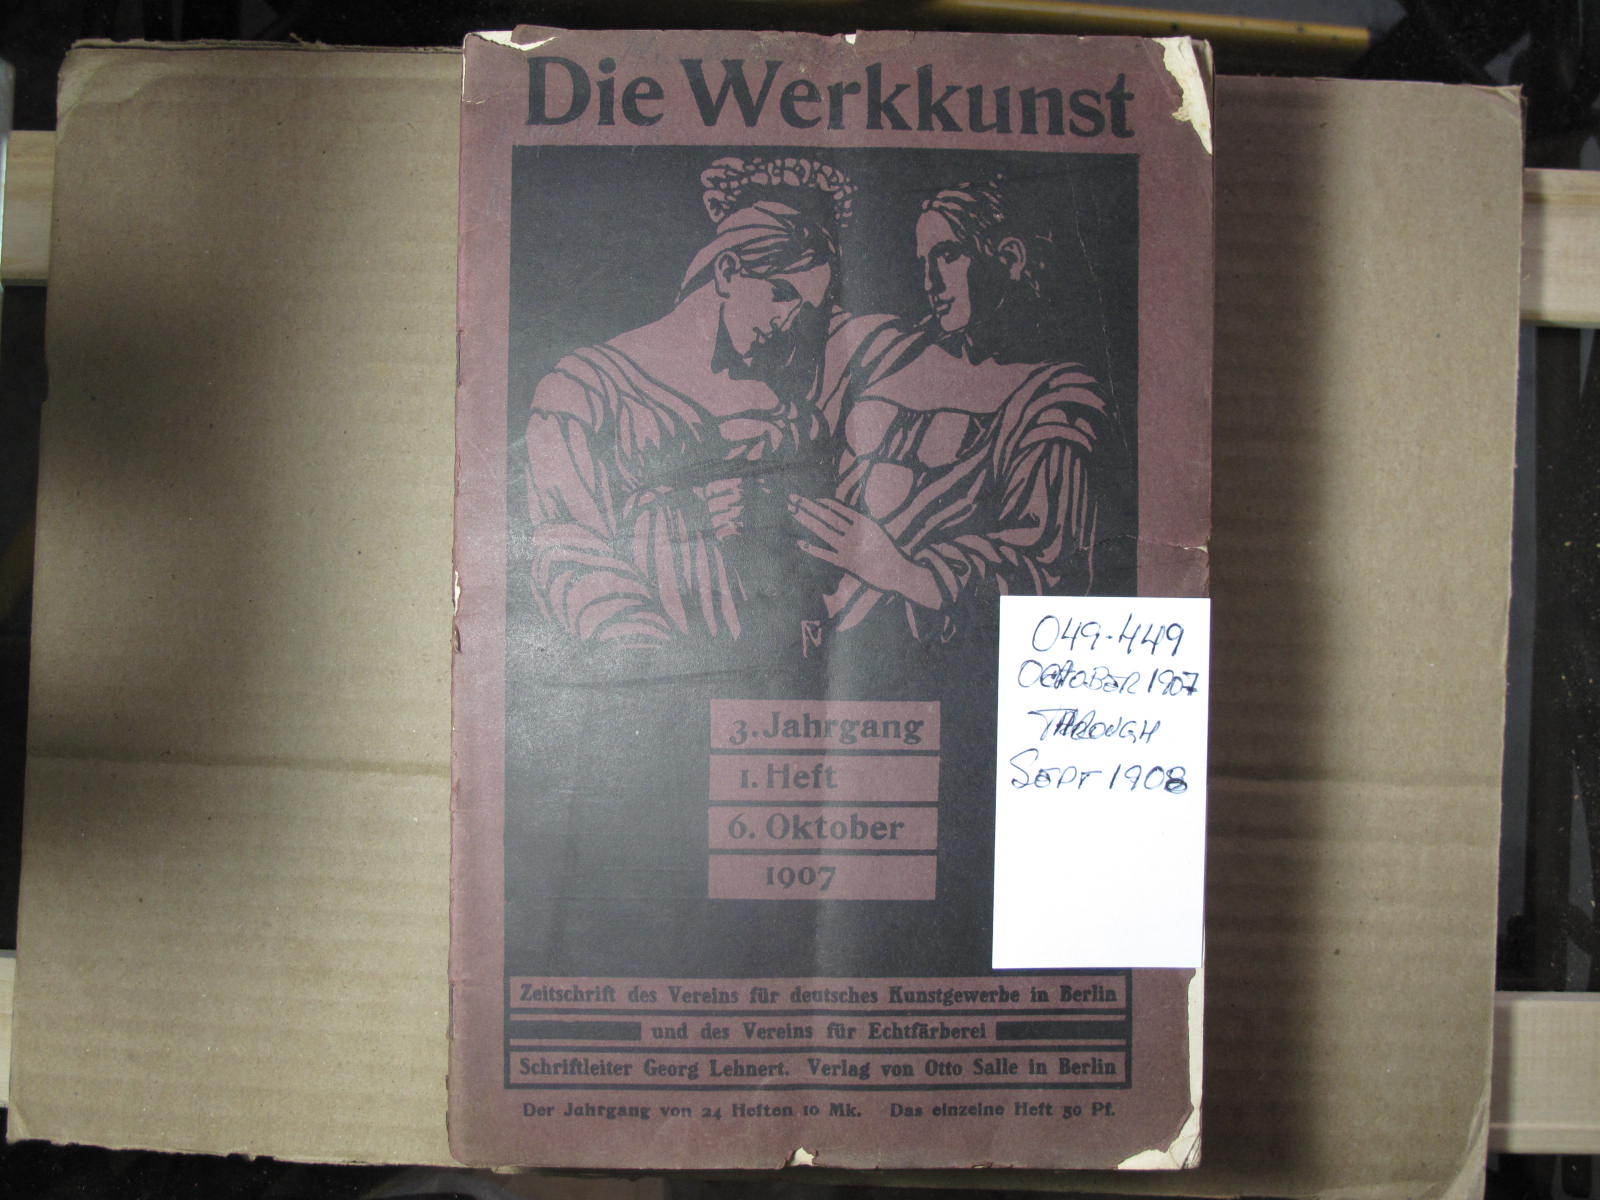 Die Werkkunst
3. Jahrgang
1. Heft
6. Oktober
1907
049-449
OCTOBER 1907
THROUGH
SEPT 1908
Zeitschrift des Vereins für deutsches Kunstgewerbe in Berlin
und des Vereins für Echtfärberei
Schriftleiter Georg Lehnert. Verlag von Otto Salle in Berlin
Der Jahrgang von 24 Heften 10 Mk. Das einzelne Heft 50 Pf.